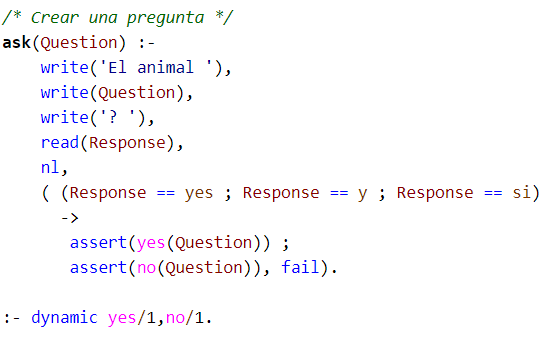 /* Crear una pregunta */
ask(Question) :-
    write('El animal '),
    write(Question),
    write('? '),
    read(Response),
    nl,
    ( (Response == yes ; Response == y ; Response == si)
      ->
       assert(yes(Question)) ;
       assert(no(Question)), fail).
:- dynamic yes/1,no/1.